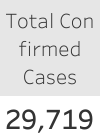 Total Con
firmed
Cases
29,719